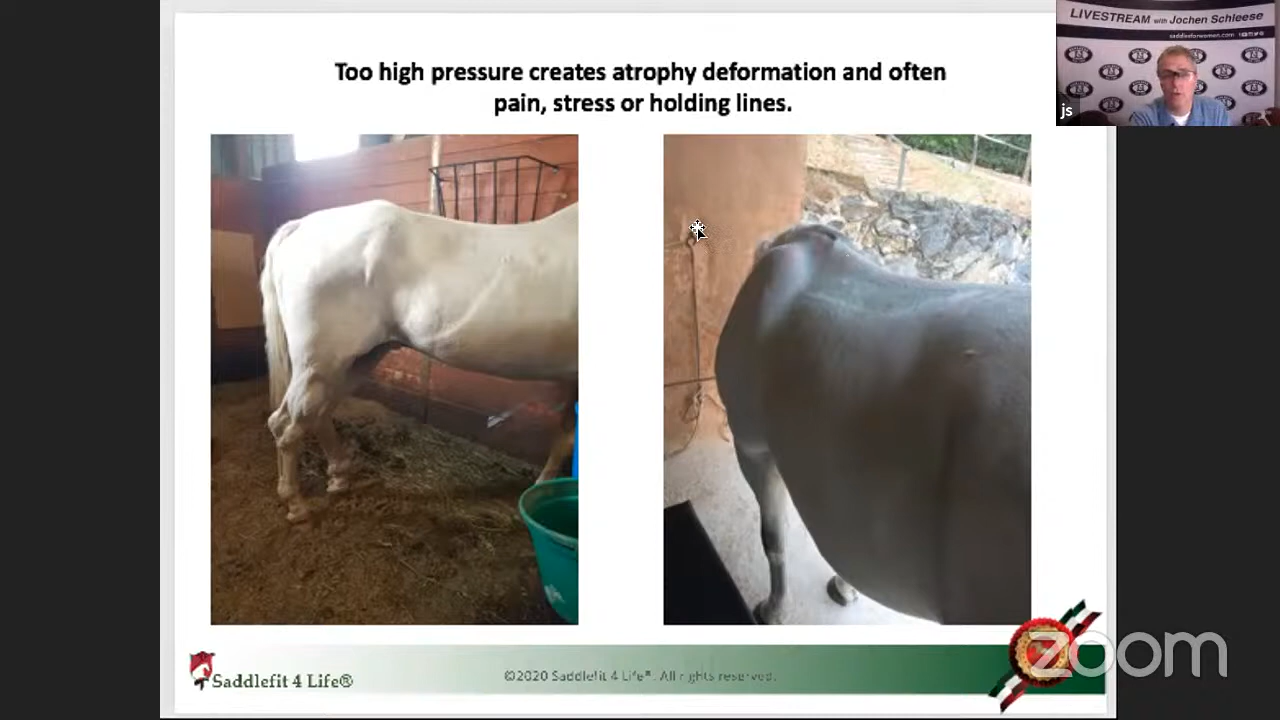 LIVESTREAM with Jochen Schleese
saddlesforwomen.com
js
Too high pressure creates atrophy deformation and often
pain, stress or holding lines.
Saddlefit 4 Life®
©2020 Saddlefit 4 Life®. All rights reserved.
zoom